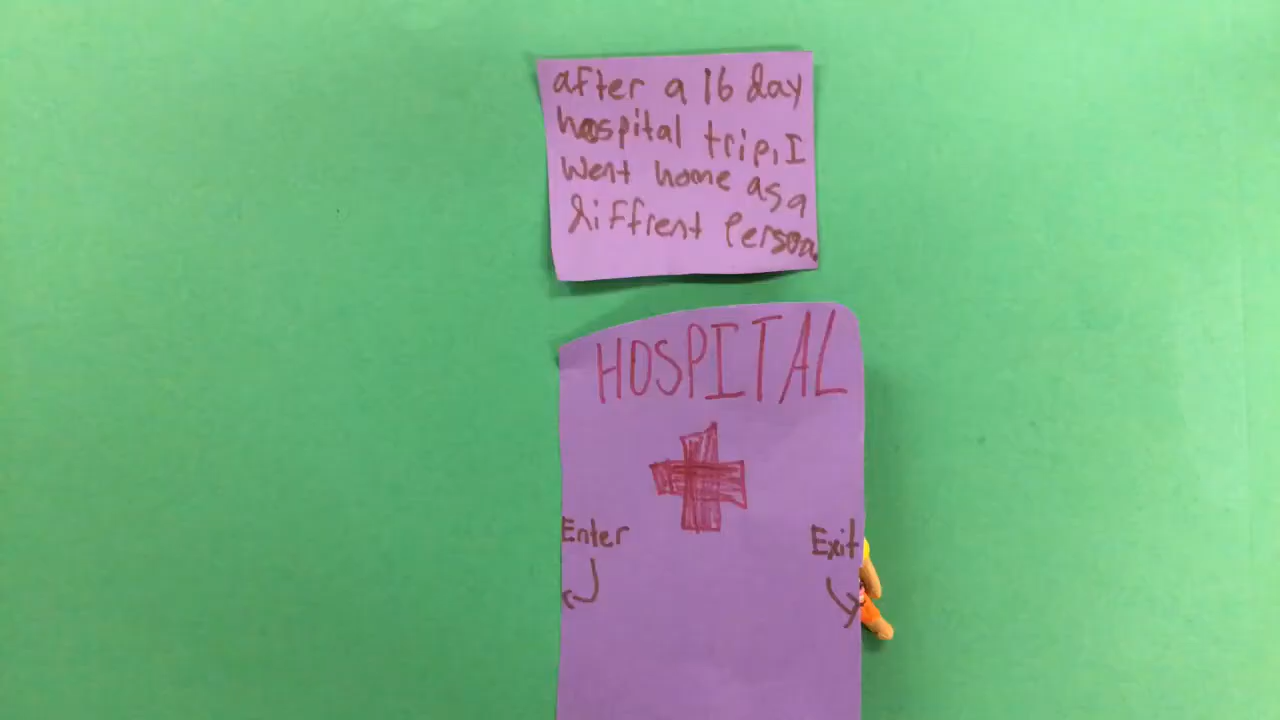 after a 16 day
hospital trip, I
went home as a
diffrent Person.
HOSPITAL
Enter
Exit